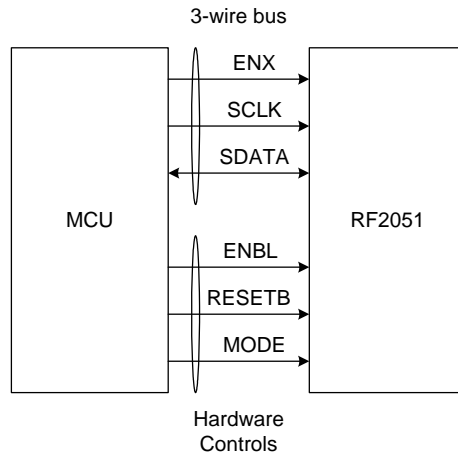 3-wire bus
ENX
SCLK
SDATA
MCU
RF2051
ENBL
RESETB
MODE
Hardware
Controls